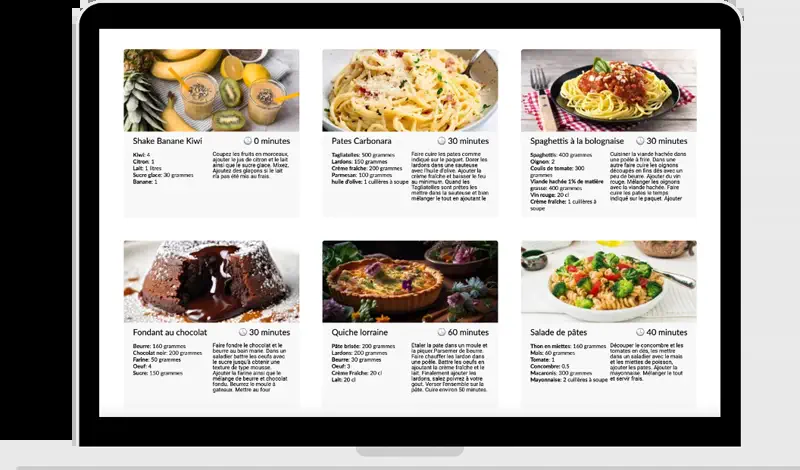 Shake Banane Kiwi
0 minutes
Kiwi: 4
Citron: 1
Lait: 1 litres
Sucre glace: 30 grammes
Banane: 1
Coupez les fruits en morceaux,
ajouter le jus de citron et le lait
ainsi que le sucre glace. Mixez.
Ajoutez des glaçons si le lait
n'a pas été mis au frais.
Pates Carbonara
30 minutes
Tagliatelles: 500 grammes
Lardons: 150 grammes
Crème fraîche: 200 grammes
Parmesan: 100 grammes
huile d'olive: 1 cuillères à soupe
Faire cuire les pates comme
indiqué sur le paquet. Dorer les
lardons dans une sauteuse
avec l'huile d'olive. Ajouter la
crème fraîche et baisser le feu
au minimum. Quand les
Tagliatelles sont prêtes les
mettre dans la sauteuse et bien
mélanger le tout en ajoutant le
Spaghettis à la bolognaise
30 minutes
Spaghettis: 400 grammes
Oignon: 2
Coulis de tomate: 300
grammes
Viande hachée 1% de matière
grasse: 400 grammes
Vin rouge: 20 cl
Crème fraîche: 1 cuillères à
soupe
Cuisiner la viande hachée dans
une poêle à frire. Dans une
autre faire cuire les oignons
découpés en fins dés avec un
peu de beurre. Ajouter du vin
rouge. Mélanger les oignons
avec la viande hachée. Faire
cuire les pates le temps
indiqué sur le paquet. Ajouter
Fondant au chocolat
30 minutes
Beurre: 160 grammes
Chocolat noir: 200 grammes
Farine: 50 grammes
Oeuf: 4
Sucre: 150 grammes
Faire fondre le chocolat et le
beurre au bain marie. Dans un
saladier battre les oeufs avec
le sucre jusqu'à obtenir une
texture de type mousse.
Ajouter la farine ainsi que le
mélange de beurre et chocolat
fondu. Beurrez le moule à
gateaux. Mettre au four
Quiche lorraine
60 minutes
Pâte brisée: 200 grammes
Lardons: 200 grammes
Beurre: 30 grammes
Oeuf: 3
Crème fraîche: 20 cl
Lait: 20 cl
Etaler la pate dans un moule et
la piquer.Parsemer de beurre.
Faire chauffer les lardon dans
une poêle. Battre les oeufs en
ajoutant la crème fraîche et le
lait. Finalement ajouter les
lardons, salez poivrez à votre
gout. Verser l'ensemble sur la
pâte. Cuire environ 50 minutes.
Salade de pâtes
40 minutes
Thon en miettes: 160 grammes
Maïs: 60 grammes
Tomate: 1
Concombre: 0.5
Macaronis: 300 grammes
Mayonnaise: 2 cuillères à soupe
Découper le concombre et les
tomates en dés, les mettre
dans un saladier avec le maïs
et les miettes de poisson,
ajouter les pates. Ajouter la
mayonnaise. Mélanger le tout
et servir frais.